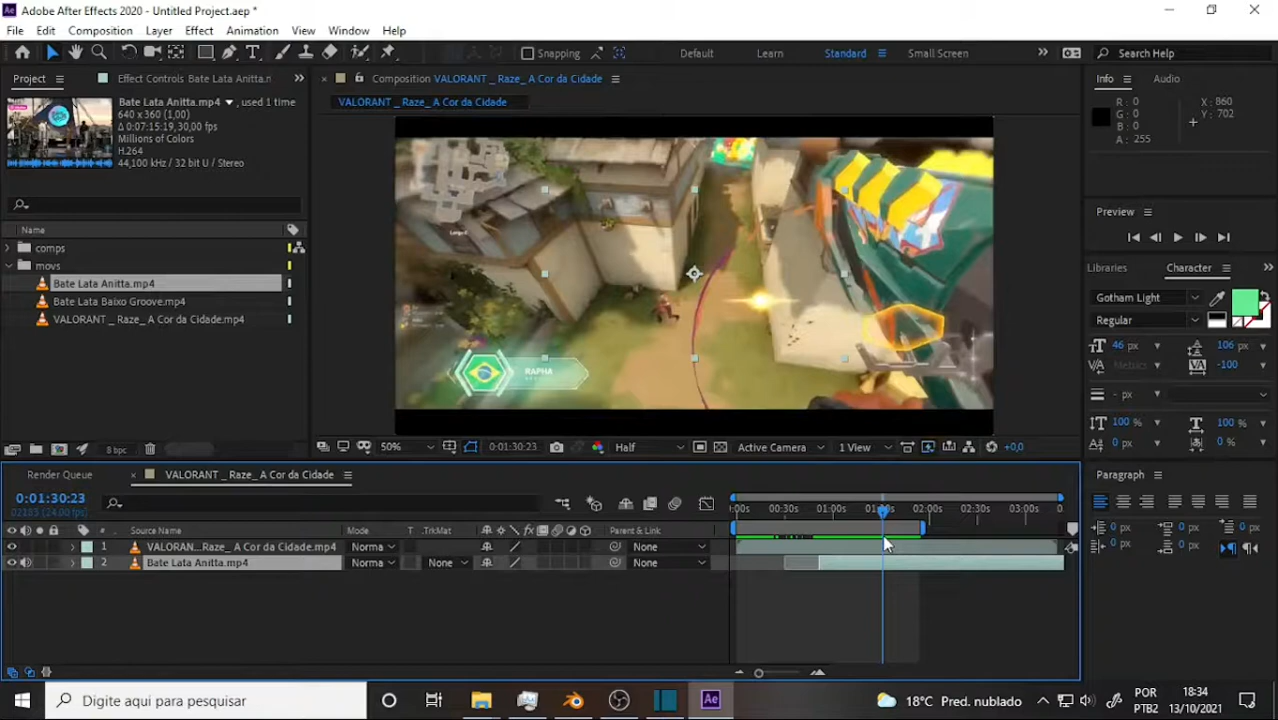 Adobe After Effects 2020 - Untitled Project.aep *
File Edit Composition Layer Effect Animation View Window Help
Snapping Default Learn Standard Small Screen Search Help
Project Effect Controls Bate Lata Anitta.n
Composition VALORANT _ Raze_ A Cor da Cidade
VALORANT _ Raze_ A Cor da Cidade
Bate Lata Anitta.mp4 , used 1 time
640 x 360 (1,00)
Δ 0:07:15:19, 30,00 fps
Millions of Colors
H.264
44,100 kHz / 32 bit U / Stereo
Name
comps
movs
Bate Lata Anitta.mp4
Bate Lata Baixo Groove.mp4
VALORANT _ Raze_ A Cor da Cidade.mp4
8 bpc
RAPHA
50% 0:01:30:23 Half Active Camera 1 View +0,0
Info Audio
R: 0 X: 860
G: 0 Y: 702
B: 0
A: 255
Preview
Libraries Character
Gotham Light
Regular
46 px 106 px
Metrics -100
- px
100 % 100 %
0 px 0 %
Paragraph
0 px 0 px 0 px
0 px 0 px
Render Queue VALORANT _ Raze_ A Cor da Cidade
0:01:30:23
02183 (24.00 fps)
:00s 00:30s 01:00s 01:30s 02:00s 02:30s 03:00s
# Source Name Mode T .TrkMat Parent & Link
1 VALORAN...Raze_ A Cor da Cidade.mp4 Norma None
2 Bate Lata Anitta.mp4 Norma None None
Digite aqui para pesquisar
Ae
18°C Pred. nublado
POR
PTB2
18:34
13/10/2021